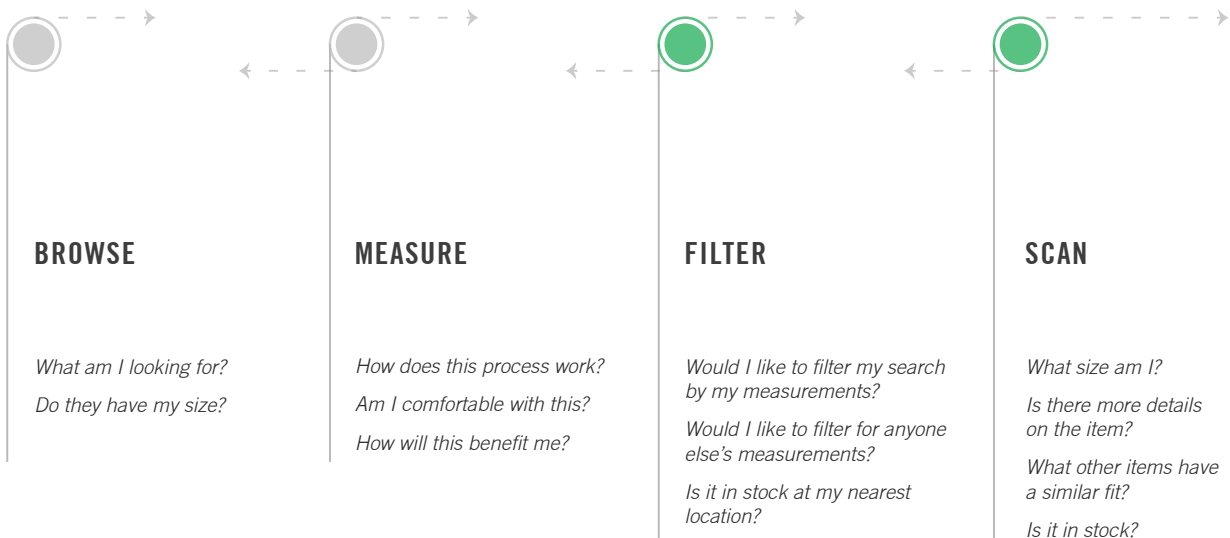 BROWSE
What am I looking for?
Do they have my size?
MEASURE
How does this process work?
Am I comfortable with this?
How will this benefit me?
FILTER
Would I like to filter my search
by my measurements?
Would I like to filter for anyone
else's measurements?
Is it in stock at my nearest
location?
SCAN
What size am I?
Is there more details
on the item?
What other items have
a similar fit?
Is it in stock?